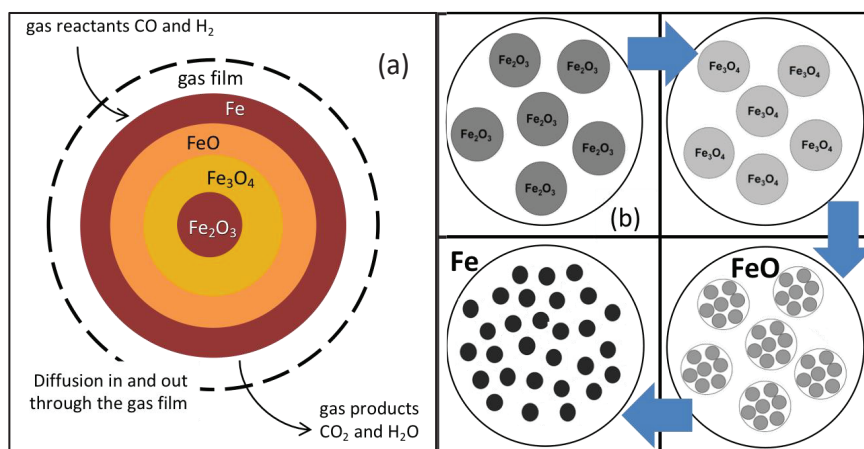 gas reactants CO and H₂
(a)
gas film
Fe
FeO
Fe₃O₄
Fe₂O₃
Diffusion in and out
through the gas film
gas products
CO₂ and H₂O
Fe₂O₃
Fe₂O₃
Fe₂O₃
Fe₂O₃
Fe₂O₃
Fe₂O₃
(b)
Fe₃O₄
Fe₃O₄
Fe₃O₄
Fe₃O₄
Fe₃O₄
Fe₃O₄
Fe
FeO